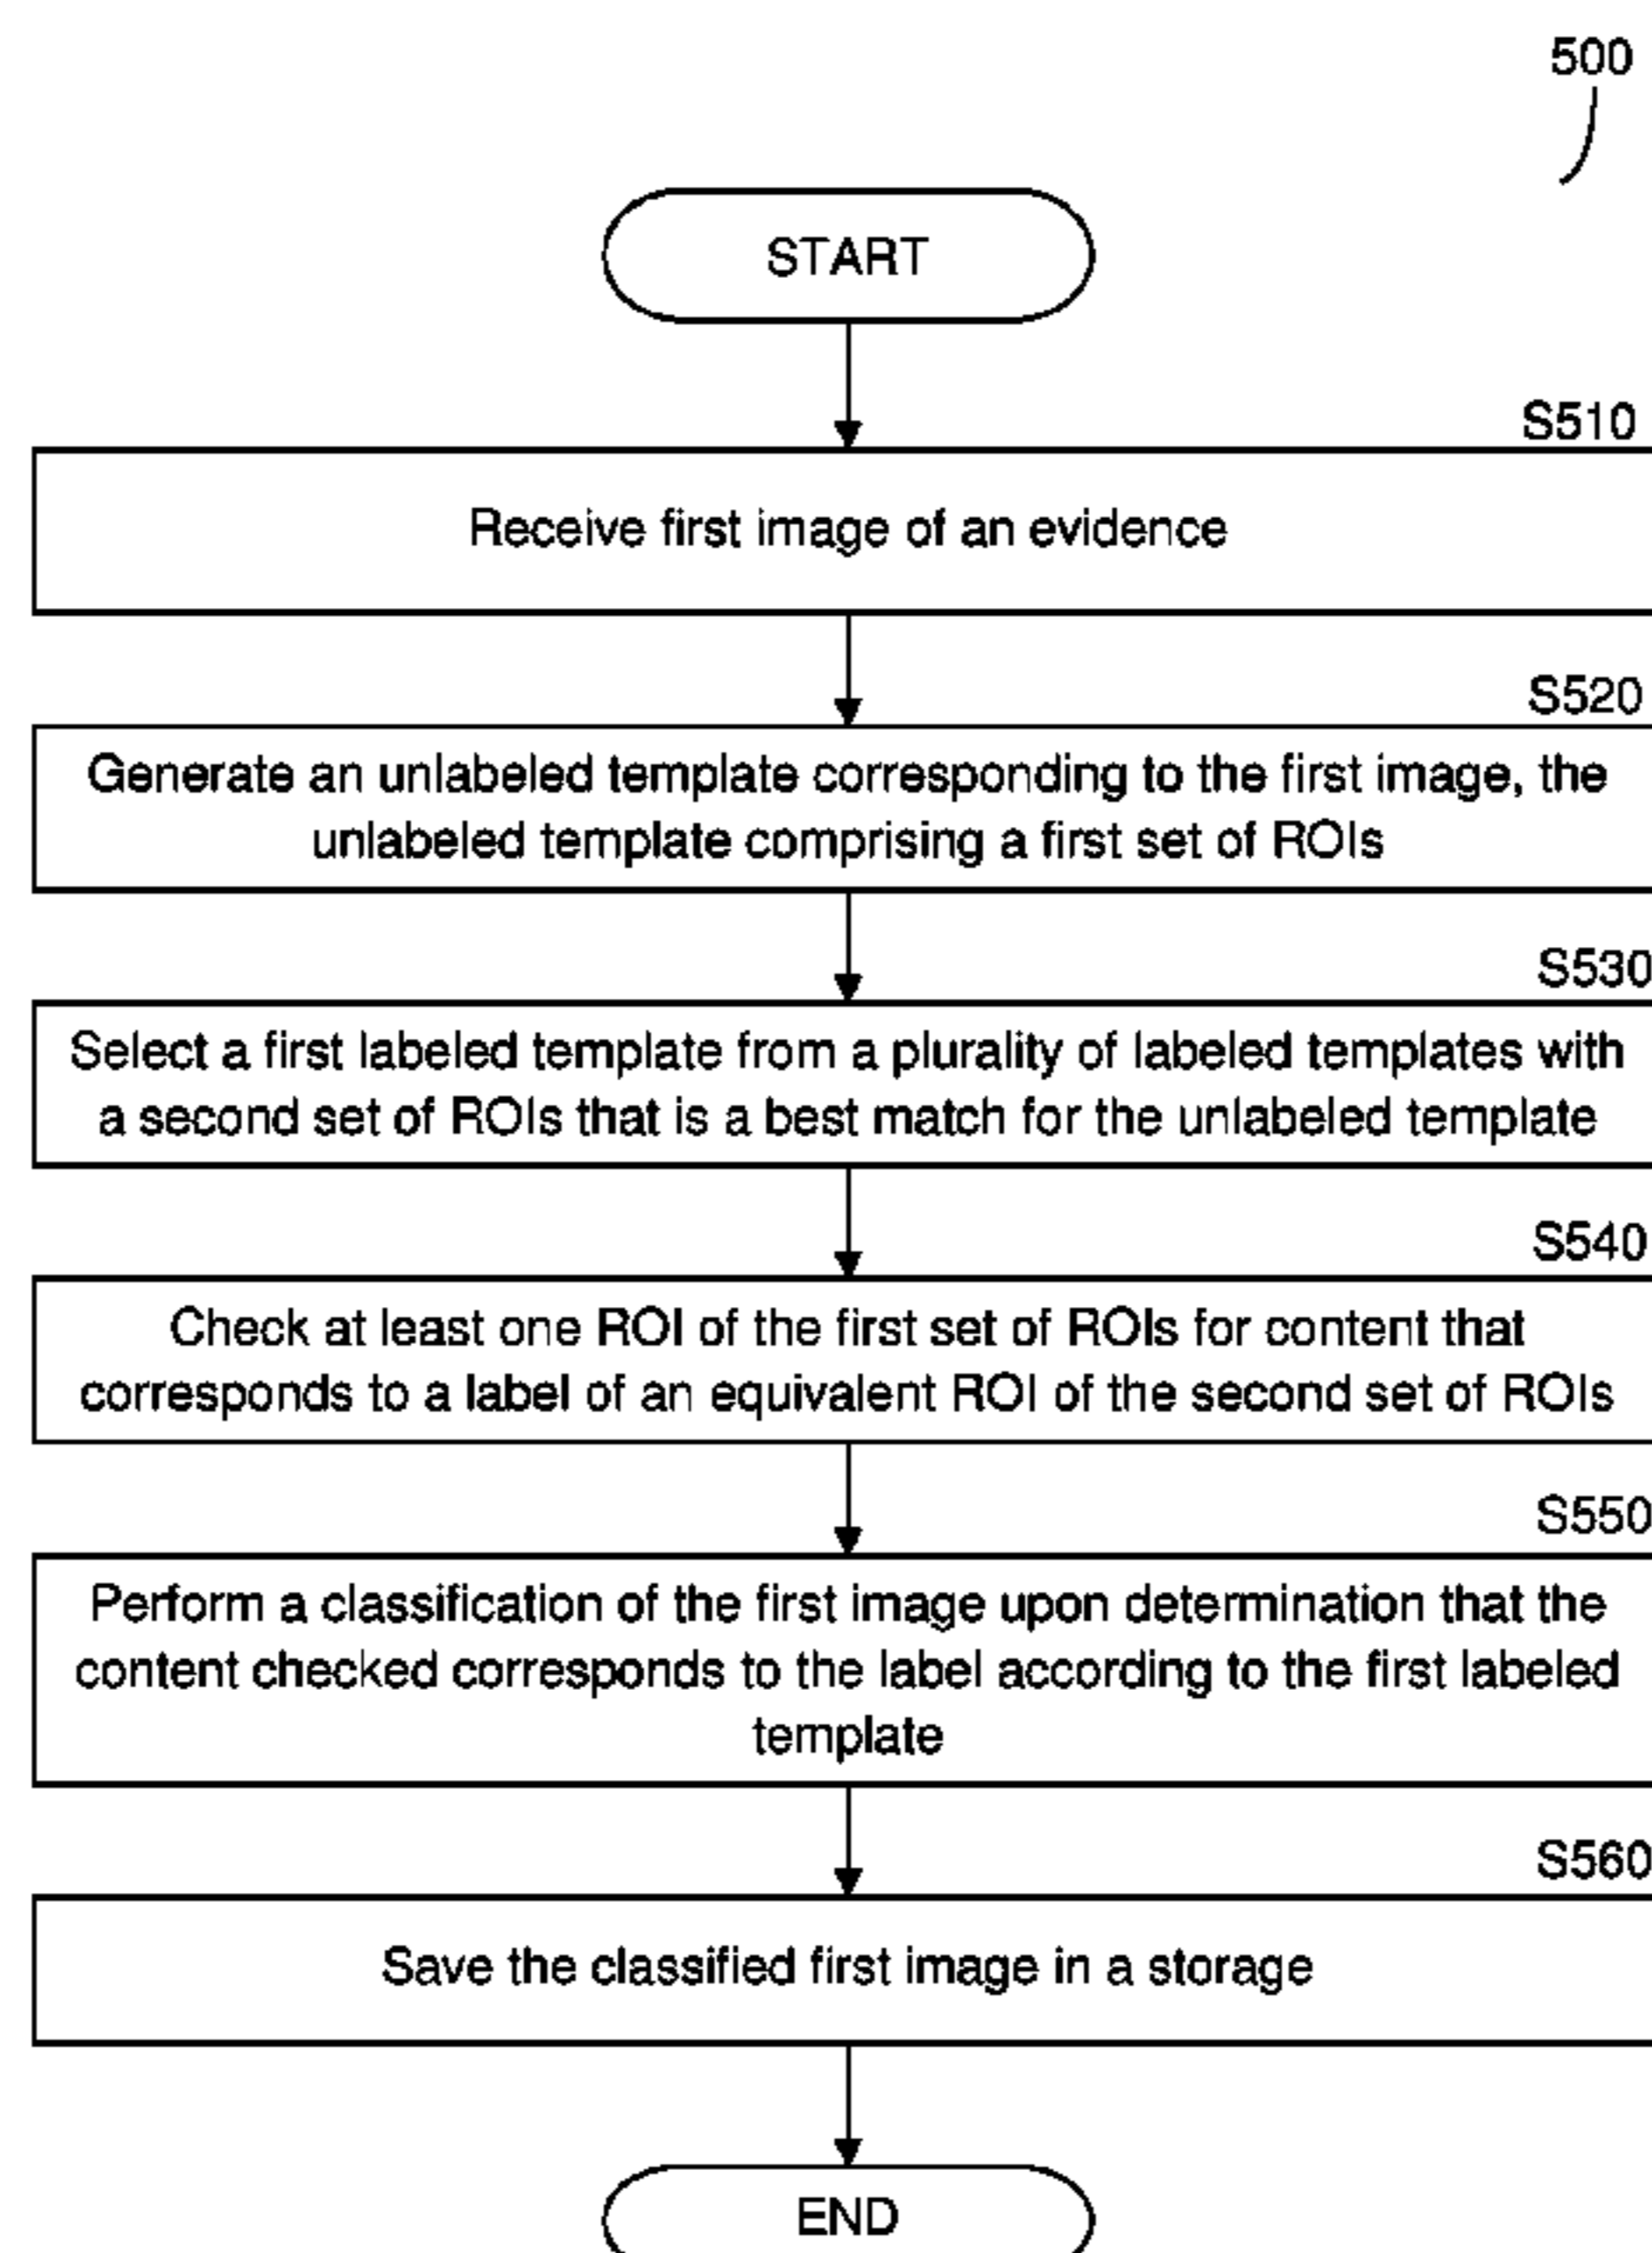 500
START
S510
Receive first image of an evidence
S520
Generate an unlabeled template corresponding to the first image, the
unlabeled template comprising a first set of ROIs
S530
Select a first labeled template from a plurality of labeled templates with
a second set of ROIs that is a best match for the unlabeled template
S540
Check at least one ROI of the first set of ROIs for content that
corresponds to a label of an equivalent ROI of the second set of ROIs
S550
Perform a classification of the first image upon determination that the
content checked corresponds to the label according to the first labeled
template
S560
Save the classified first image in a storage
END